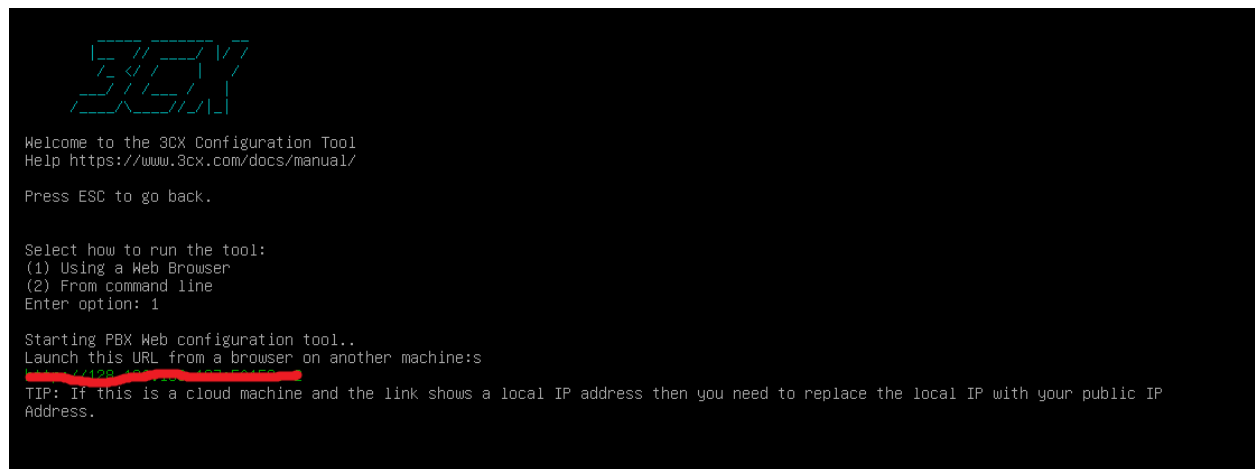 3CX
Welcome to the 3CX Configuration Tool
Help https://www.3cx.com/docs/manual/
Press ESC to go back.
Select how to run the tool:
(1) Using a Web Browser
(2) From command line
Enter option: 1
Starting PBX Web configuration tool..
Launch this URL from a browser on another machine:s
TIP: If this is a cloud machine and the link shows a local IP address then you need to replace the local IP with your public IP
Address.